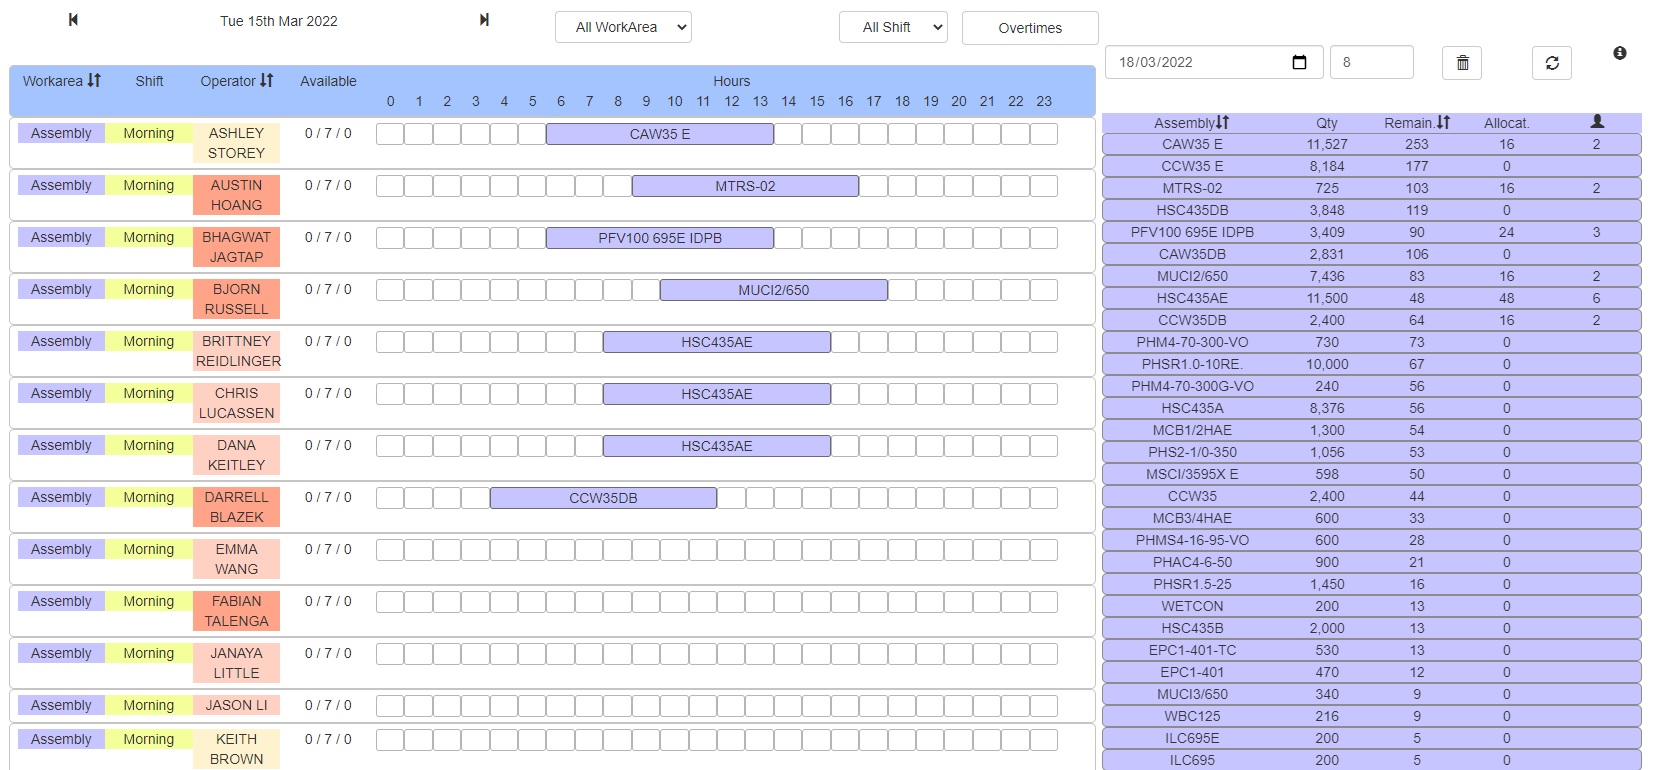 Tue 15th Mar 2022
All WorkArea
All Shift
Overtimes
18/03/2022
8
Workarea Shift Operator Available Hours
0 1 2 3 4 5 6 7 8 9 10 11 12 13 14 15 16 17 18 19 20 21 22 23
Assembly Morning ASHLEY 0 / 7 / 0 CAW35 E
STOREY
Assembly Morning AUSTIN 0 / 7 / 0 MTRS-02
HOANG
Assembly Morning BHAGWAT 0 / 7 / 0 PFV100 695E IDPB
JAGTAP
Assembly Morning BJORN 0 / 7 / 0 MUCI2/650
RUSSELL
Assembly Morning BRITTNEY 0 / 7 / 0 HSC435AE
REIDLINGER
Assembly Morning CHRIS 0 / 7 / 0 HSC435AE
LUCASSEN
Assembly Morning DANA 0 / 7 / 0 HSC435AE
KEITLEY
Assembly Morning DARRELL 0 / 7 / 0 CCW35DB
BLAZEK
Assembly Morning EMMA 0 / 7 / 0
WANG
Assembly Morning FABIAN 0 / 7 / 0
TALENGA
Assembly Morning JANAYA 0 / 7 / 0
LITTLE
Assembly Morning JASON LI 0 / 7 / 0
Assembly Morning KEITH 0 / 7 / 0
BROWN
Assembly Qty Remain. Allocat.
CAW35 E 11,527 253 16 2
CCW35 E 8,184 177 0
MTRS-02 725 103 16 2
HSC435DB 3,848 119 0
PFV100 695E IDPB 3,409 90 24 3
CAW35DB 2,831 106 0
MUCI2/650 7,436 83 16 2
HSC435AE 11,500 48 48 6
CCW35DB 2,400 64 16 2
PHM4-70-300-VO 730 73 0
PHSR1.0-10RE. 10,000 67 0
PHM4-70-300G-VO 240 56 0
HSC435A 8,376 56 0
MCB1/2HAE 1,300 54 0
PHS2-1/0-350 1,056 53 0
MSCI/3595X E 598 50 0
CCW35 2,400 44 0
MCB3/4HAE 600 33 0
PHMS4-16-95-VO 600 28 0
PHAC4-6-50 900 21 0
PHSR1.5-25 1,450 16 0
WETCON 200 13 0
HSC435B 2,000 13 0
EPC1-401-TC 530 13 0
EPC1-401 470 12 0
MUCI3/650 340 9 0
WBC125 216 9 0
ILC695E 200 5 0
ILC695 200 5 0